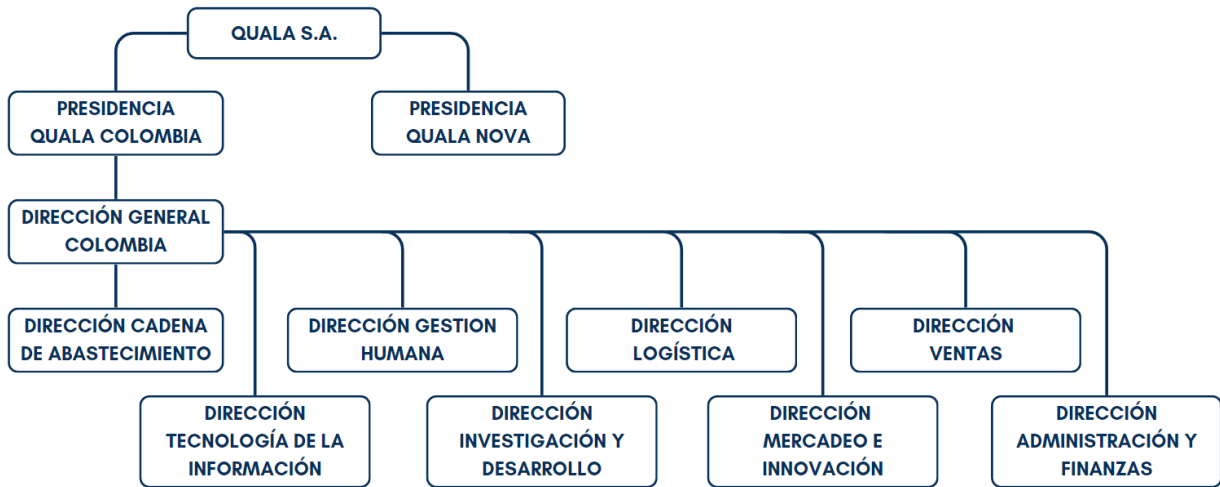 QUALA S.A.
PRESIDENCIA
QUALA COLOMBIA
PRESIDENCIA
QUALA NOVA
DIRECCIÓN GENERAL
COLOMBIA
DIRECCIÓN CADENA
DE ABASTECIMIENTO
DIRECCIÓN GESTION
HUMANA
DIRECCIÓN
LOGÍSTICA
DIRECCIÓN
VENTAS
DIRECCIÓN
TECNOLOGÍA DE LA
INFORMACIÓN
DIRECCIÓN
INVESTIGACIÓN Y
DESARROLLO
DIRECCIÓN
MERCADEO E
INNOVACIÓN
DIRECCIÓN
ADMINISTRACIÓN Y
FINANZAS